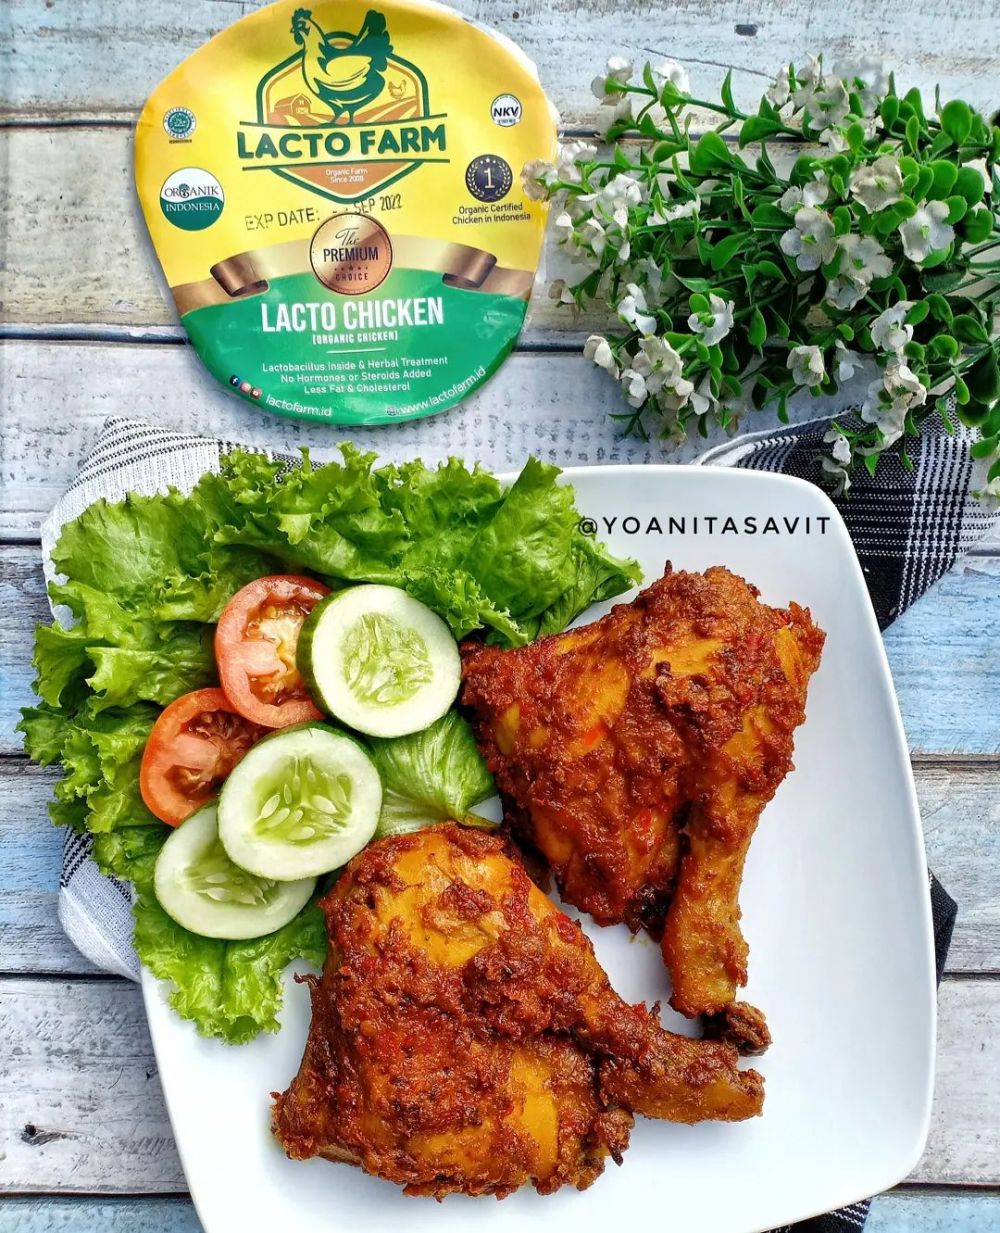 LACTO FARM
Organic Farm
Since 2008
NKV
ORGANIK
INDONESIA
1
Organic Certified
Chicken in Indonesia
EXP DATE: SEP 2022
The
PREMIUM
CHOICE
LACTO CHICKEN
(ORGANIC CHICKEN)
Lactobacillus Inside & Herbal Treatment
No Hormones or Steroids Added
Less Fat & Cholesterol
lactofarm.id
www.lactofarm.id
@YOANITASAVIT